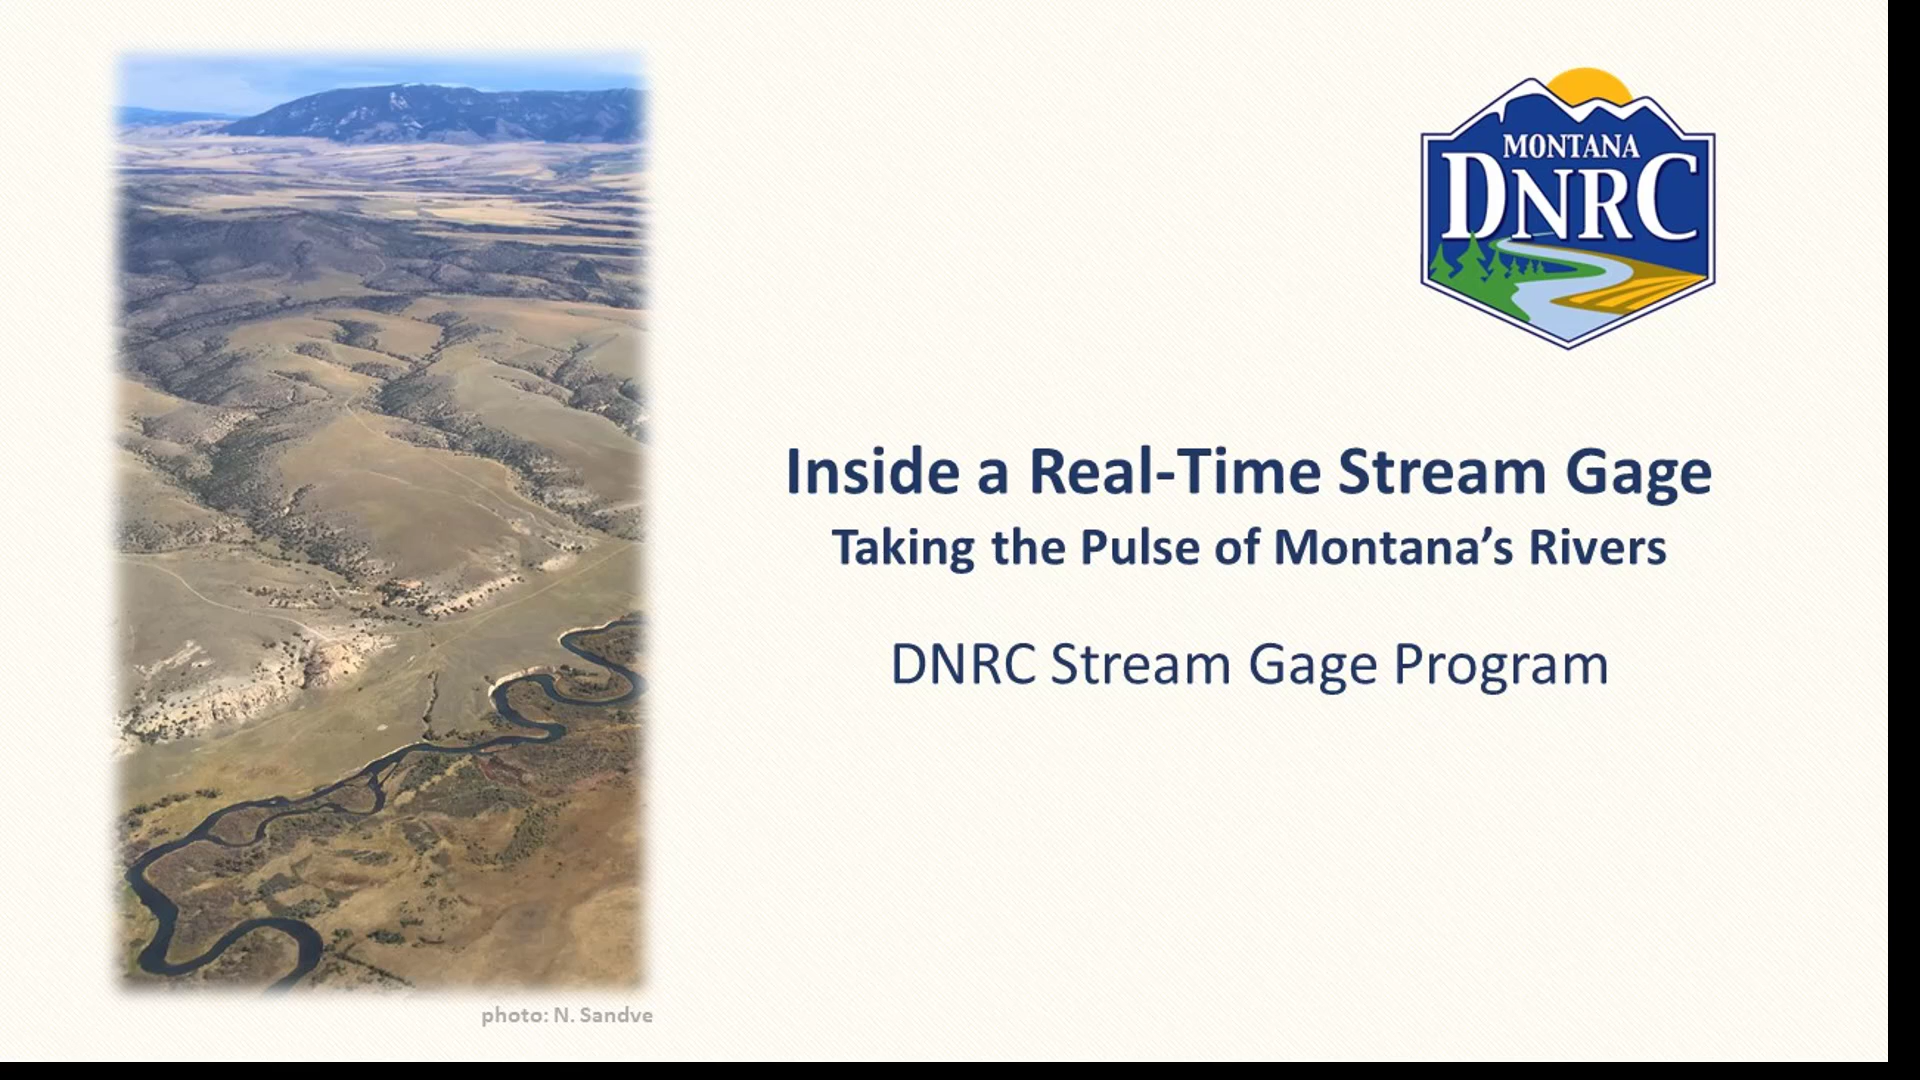 MONTANA
DNRC
Inside a Real-Time Stream Gage
Taking the Pulse of Montana’s Rivers
DNRC Stream Gage Program
photo: N. Sandve